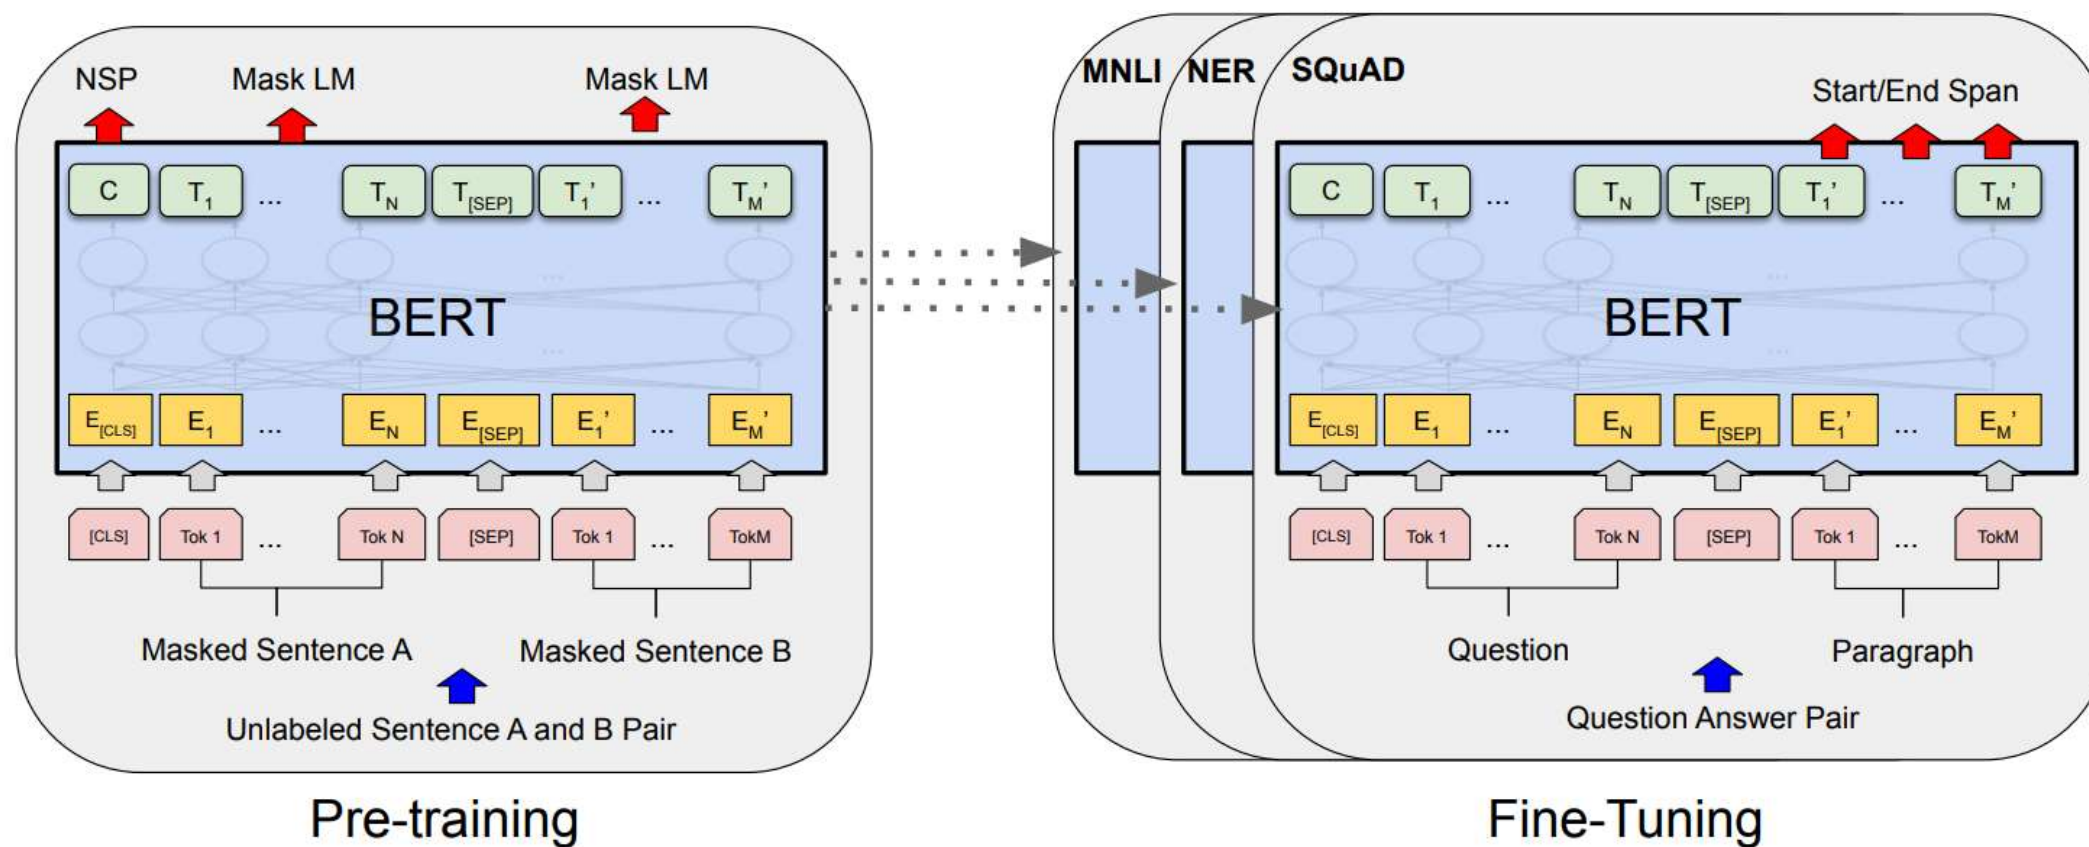 NSP Mask LM Mask LM
C T1 ... TN T[SEP] T1’ ... TM’
...
BERT
...
E[CLS] E1 ... EN E[SEP] E1’ ... EM’
[CLS] Tok 1 ... Tok N [SEP] Tok 1 ... TokM
Masked Sentence A Masked Sentence B
Unlabeled Sentence A and B Pair
Pre-training
MNLI NER SQuAD
Start/End Span
C T1 ... TN T[SEP] T1’ ... TM’
...
BERT
...
E[CLS] E1 ... EN E[SEP] E1’ ... EM’
[CLS] Tok 1 ... Tok N [SEP] Tok 1 ... TokM
Question Paragraph
Question Answer Pair
Fine-Tuning